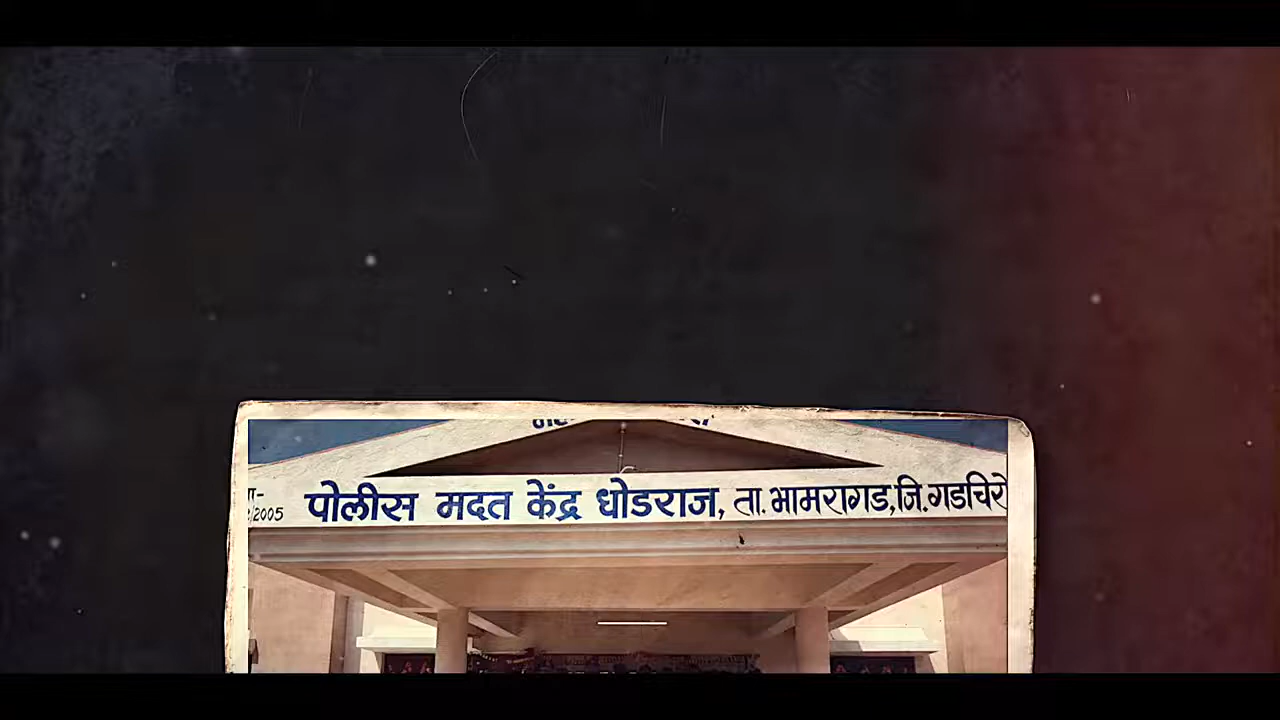 पोलीस मदत केंद्र धोडराज, ता. भामरागड, जि. गडचिरो
/2005